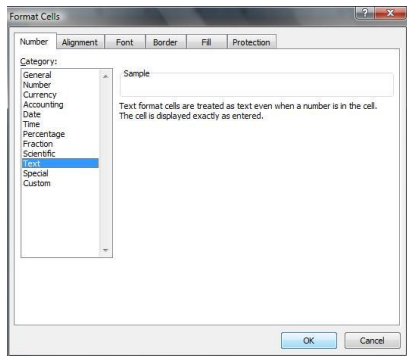 Format Cells
Number Alignment Font Border Fill Protection
Category:
General
Number
Currency
Accounting
Date
Time
Percentage
Fraction
Scientific
Text
Special
Custom
Sample
Text format cells are treated as text even when a number is in the cell.
The cell is displayed exactly as entered.
OK Cancel